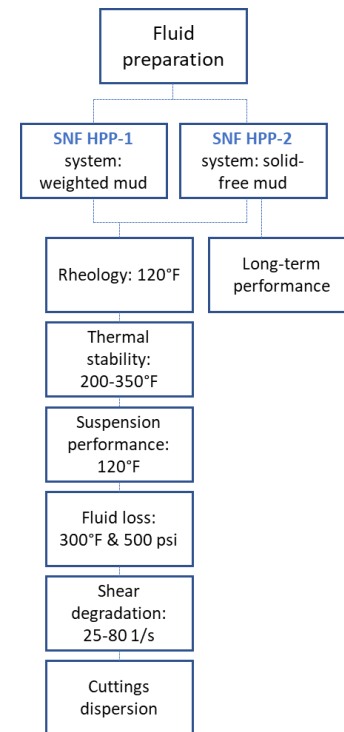 Fluid
preparation
SNF HPP-1
system:
weighted mud
SNF HPP-2
system: solid-
free mud
Rheology: 120°F
Long-term
performance
Thermal
stability:
200-350°F
Suspension
performance:
120°F
Fluid loss:
300°F & 500 psi
Shear
degradation:
25-80 1/s
Cuttings
dispersion